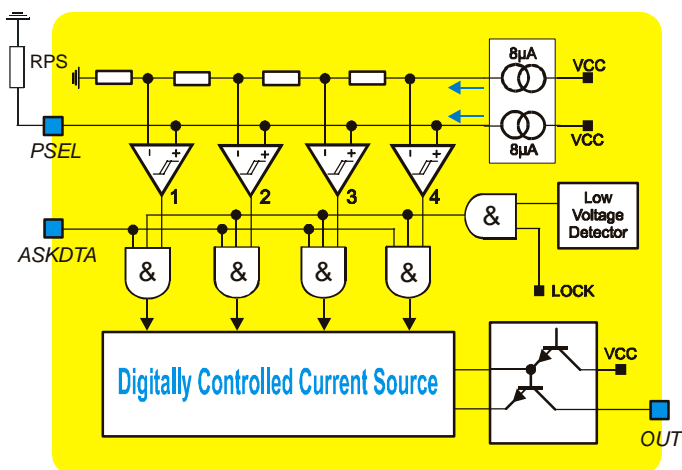 RPS
8µA
VCC
VCC
8µA
PSEL
- +
- +
- +
- +
1
2
3
4
ASKDTA
&
Low
Voltage
Detector
&
&
&
&
LOCK
Digitally Controlled Current Source
VCC
OUT